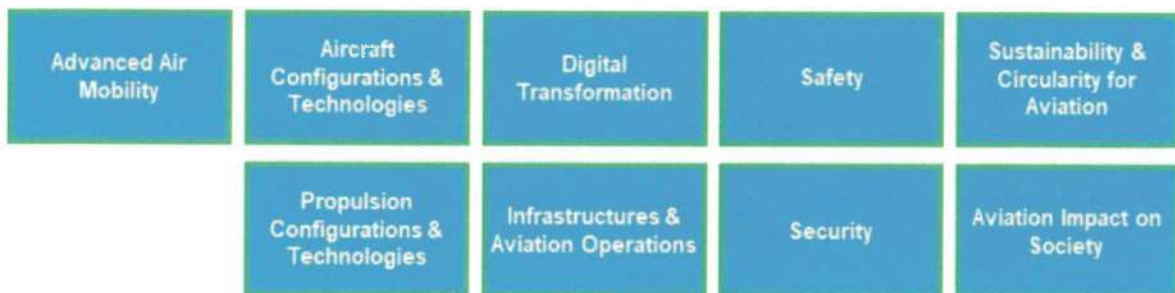 Advanced Air
Mobility
Aircraft
Configurations &
Technologies
Digital
Transformation
Safety
Sustainability &
Circularity for
Aviation
Propulsion
Configurations &
Technologies
Infrastructures &
Aviation Operations
Security
Aviation Impact on
Society